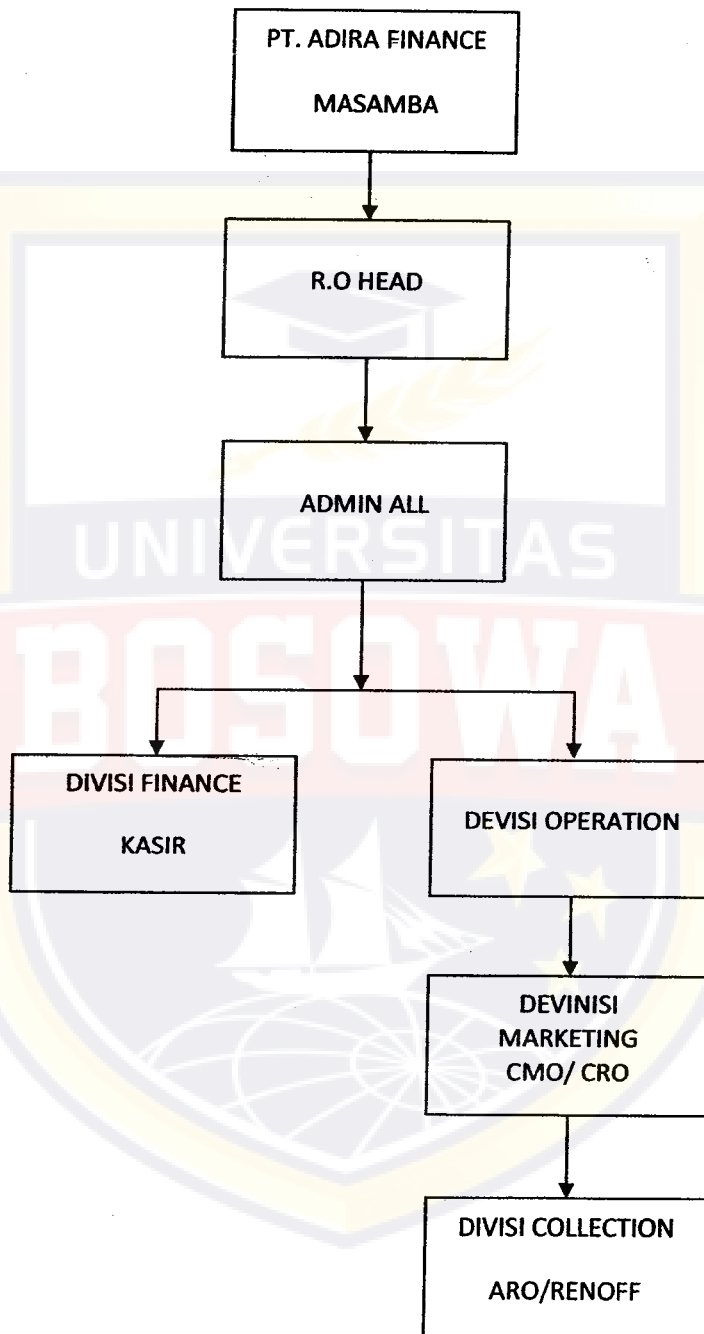 PT. ADIRA FINANCE
MASAMBA
R.O HEAD
ADMIN ALL
UNIVERSITAS
BOSOWA
DIVISI FINANCE
KASIR
DEVISI OPERATION
DEVINISI
MARKETING
CMO/ CRO
DIVISI COLLECTION
ARO/RENOFF